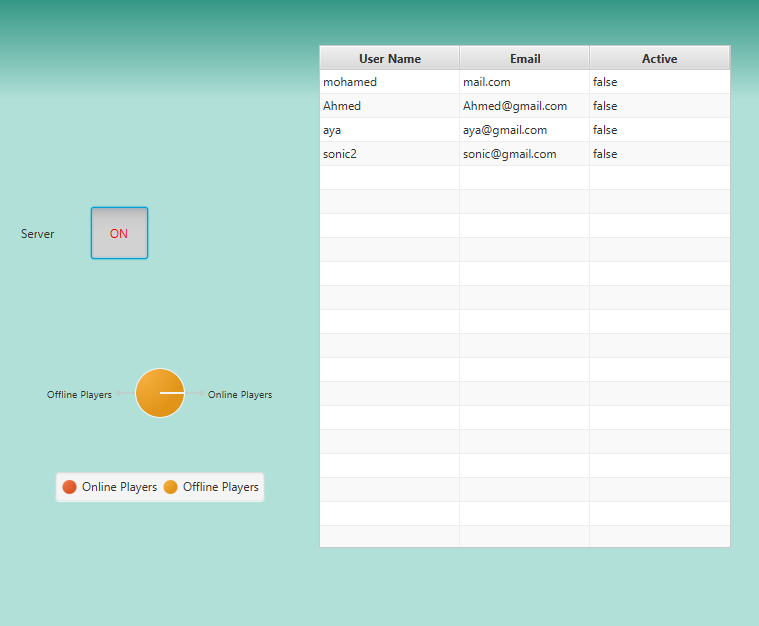 User Name Email Active
mohamed mail.com false
Ahmed Ahmed@gmail.com false
aya aya@gmail.com false
sonic2 sonic@gmail.com false
Server ON
Offline Players Online Players
Online Players Offline Players